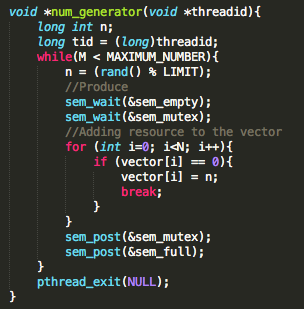 void *num_generator(void *threadid){
    long int n;
    long tid = (long)threadid;
    while(M < MAXIMUM_NUMBER){
        n = (rand() % LIMIT);
        //Produce
        sem_wait(&sem_empty);
        sem_wait(&sem_mutex);
        //Adding resource to the vector
        for (int i=0; i<N; i++){
            if (vector[i] == 0){
                vector[i] = n;
                break;
            }
        }
        sem_post(&sem_mutex);
        sem_post(&sem_full);
    }
    pthread_exit(NULL);
}